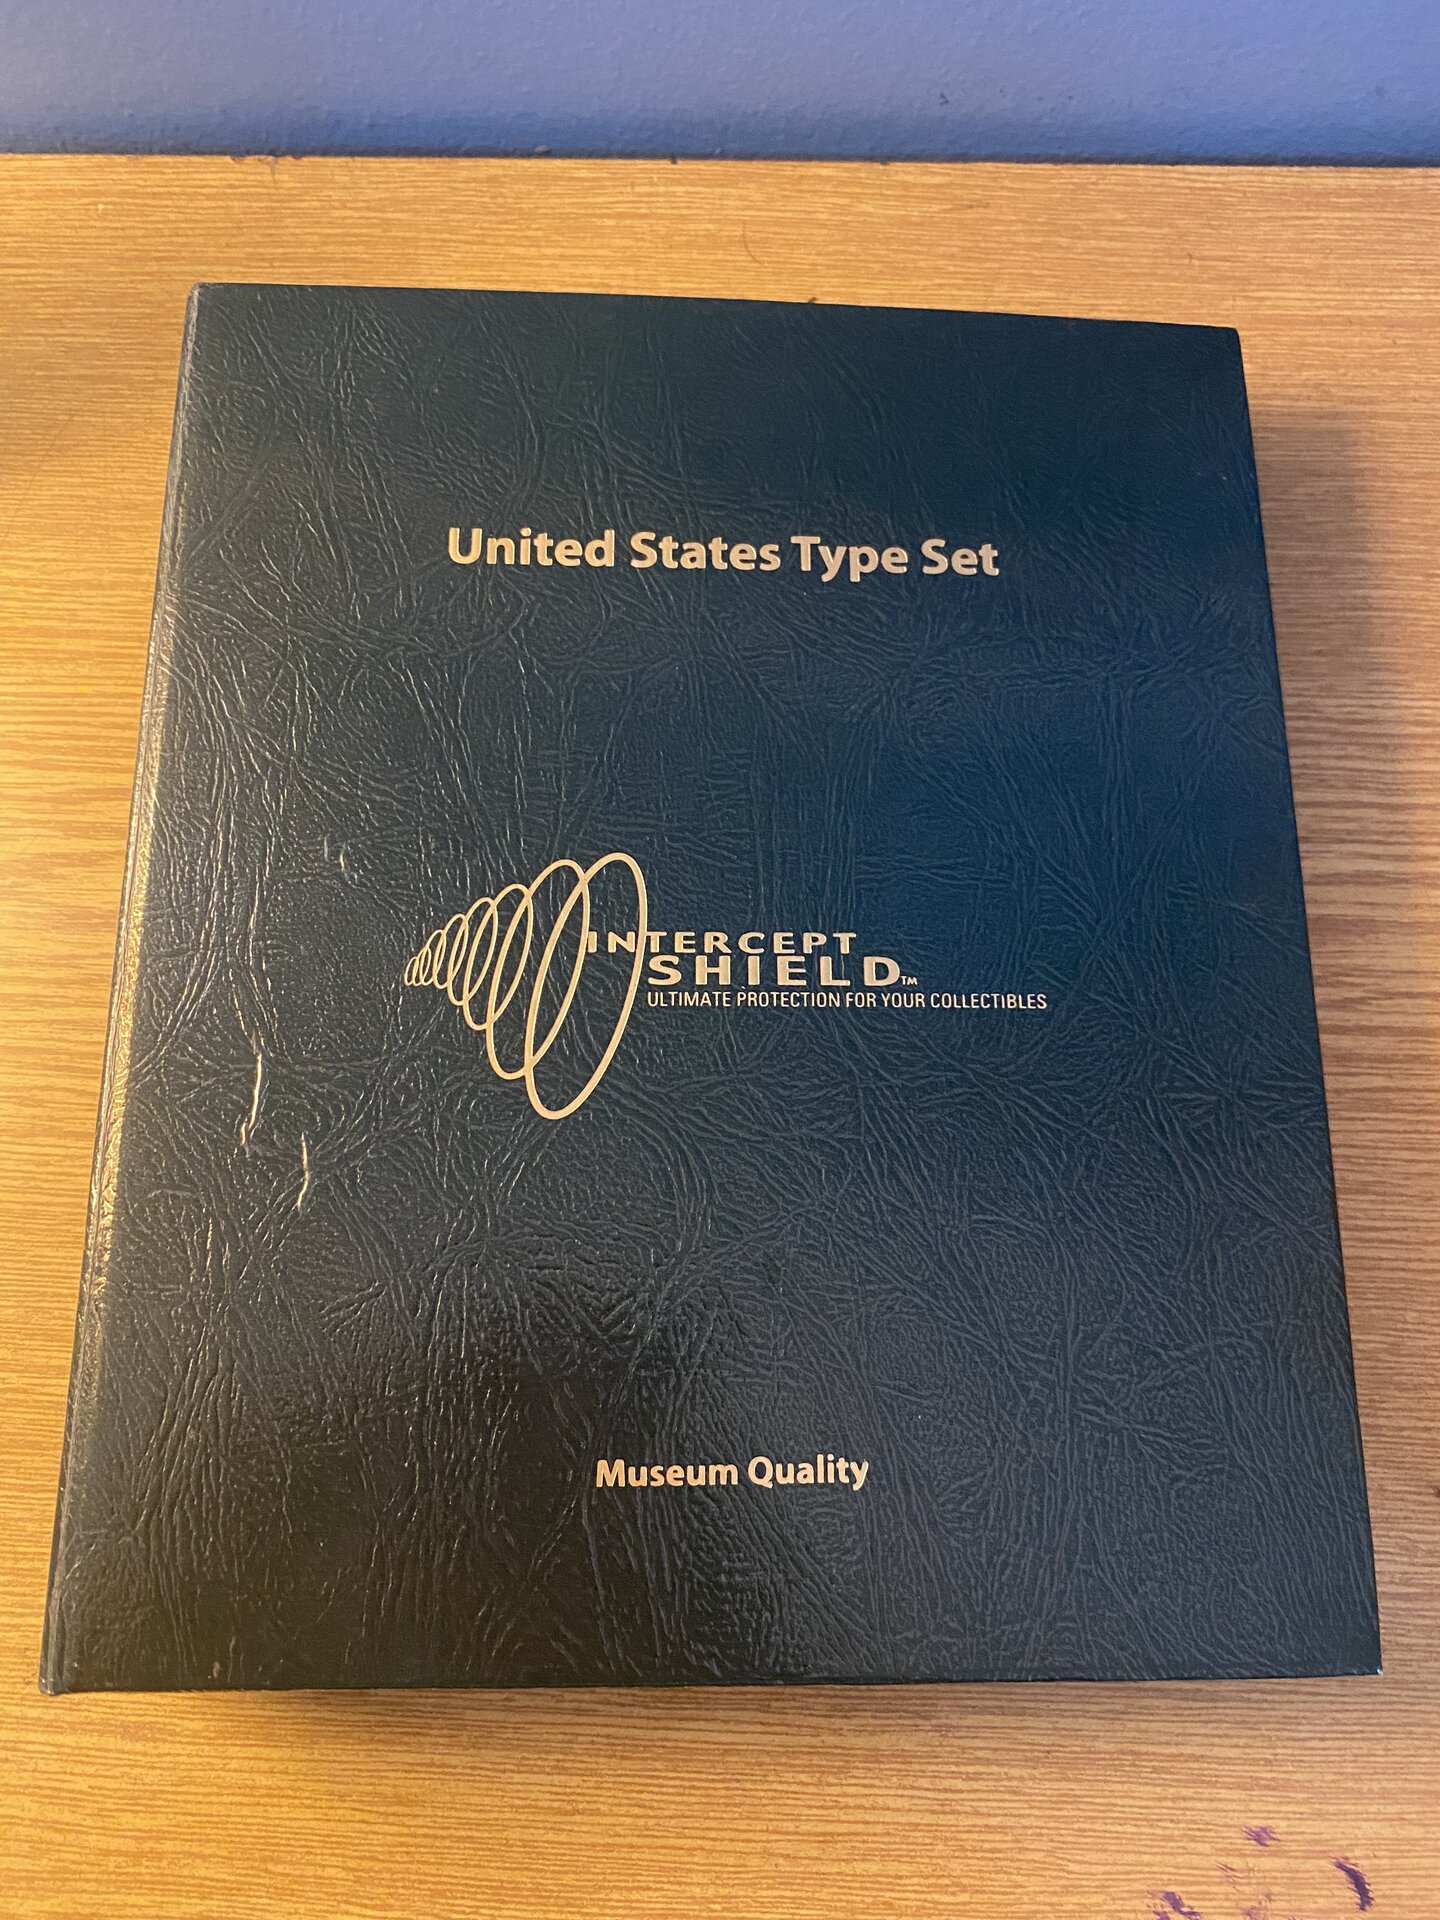 United States Type Set
INTERCEPT
SHIELD™
ULTIMATE PROTECTION FOR YOUR COLLECTIBLES
Museum Quality